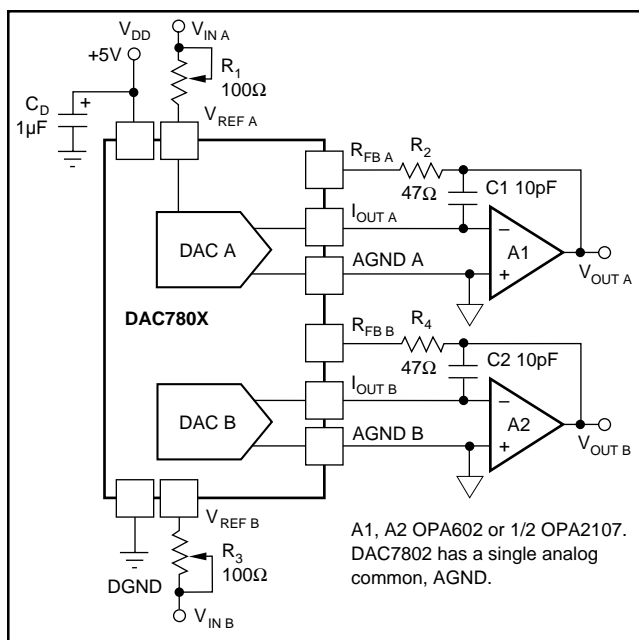 V_DD
+5V
C_D
+
1µF
V_IN A
R_1
100Ω
V_REF A
R_FB A
R_2
47Ω
C1 10pF
DAC A
I_OUT A
AGND A
–
A1
+
V_OUT A
DAC780X
R_FB B
R_4
47Ω
C2 10pF
DAC B
I_OUT B
AGND B
–
A2
+
V_OUT B
V_REF B
R_3
100Ω
DGND
V_IN B
A1, A2 OPA602 or 1/2 OPA2107.
DAC7802 has a single analog
common, AGND.